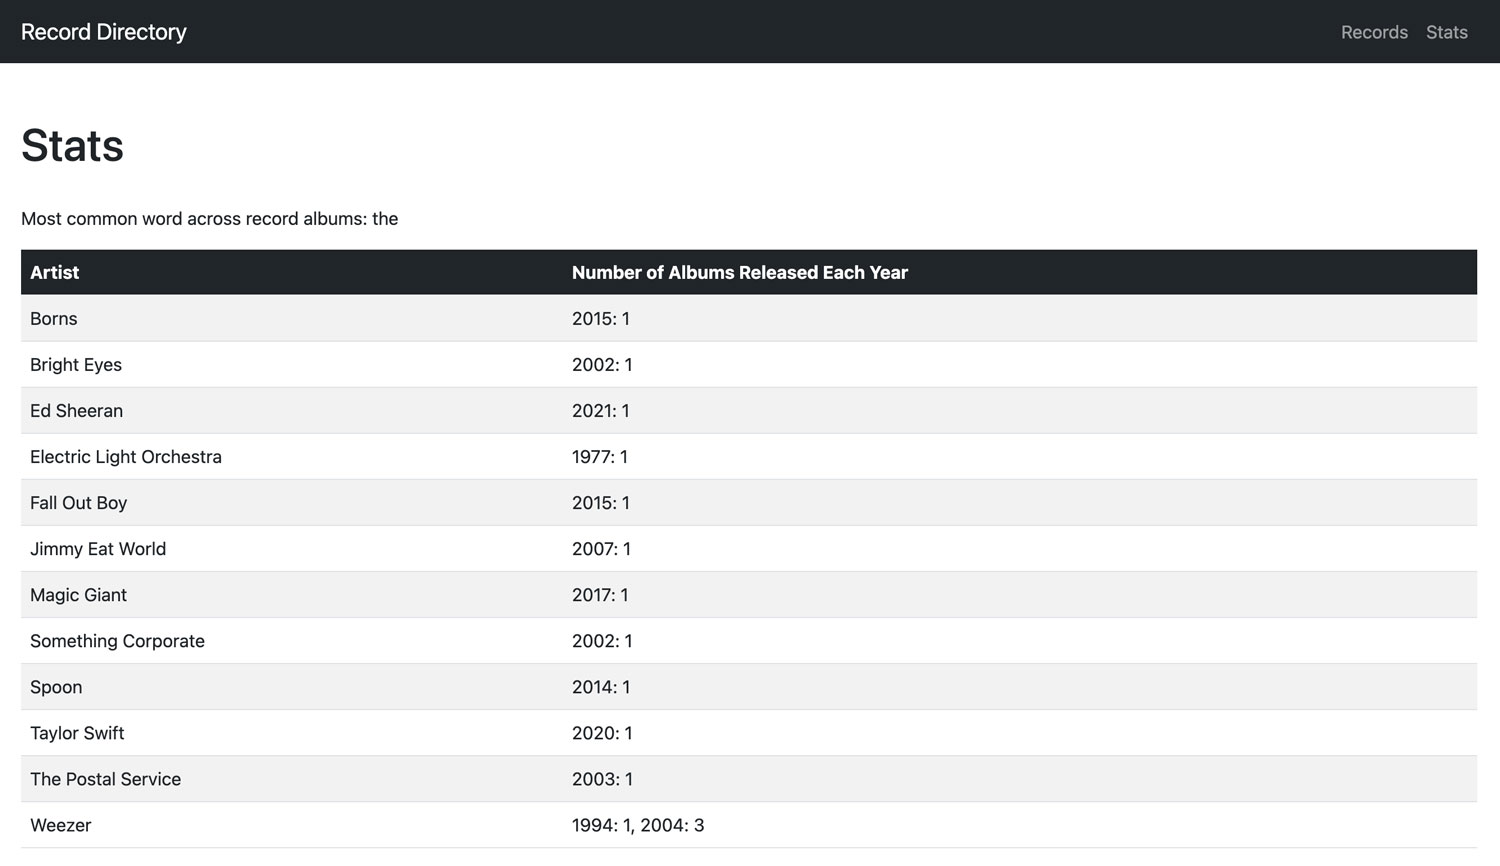 Record Directory Records Stats
Stats
Most common word across record albums: the
Artist Number of Albums Released Each Year
Borns 2015: 1
Bright Eyes 2002: 1
Ed Sheeran 2021: 1
Electric Light Orchestra 1977: 1
Fall Out Boy 2015: 1
Jimmy Eat World 2007: 1
Magic Giant 2017: 1
Something Corporate 2002: 1
Spoon 2014: 1
Taylor Swift 2020: 1
The Postal Service 2003: 1
Weezer 1994: 1, 2004: 3